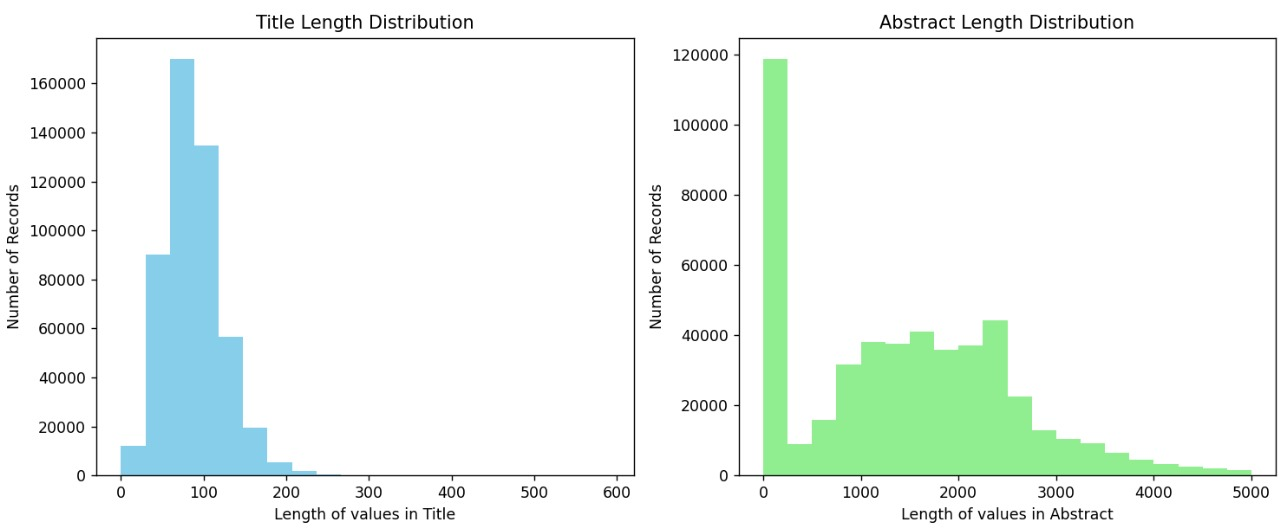 Title Length Distribution
Number of Records
160000
140000
120000
100000
80000
60000
40000
20000
0
0 100 200 300 400 500 600
Length of values in Title
Abstract Length Distribution
Number of Records
120000
100000
80000
60000
40000
20000
0
0 1000 2000 3000 4000 5000
Length of values in Abstract